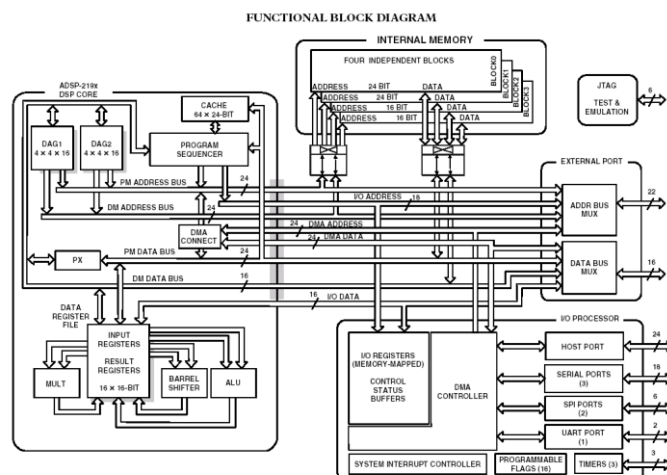 FUNCTIONAL BLOCK DIAGRAM
INTERNAL MEMORY
FOUR INDEPENDENT BLOCKS
BLOCK0
BLOCK1
BLOCK2
BLOCK3
ADDRESS 24 BIT DATA
ADDRESS 24 BIT DATA
ADDRESS 16 BIT DATA
ADDRESS 16 BIT DATA
JTAG
TEST &
EMULATION
6
ADSP-219x
DSP CORE
CACHE
64 × 24-BIT
DAG1
4 × 4 × 16
DAG2
4 × 4 × 16
PROGRAM
SEQUENCER
EXTERNAL PORT
PM ADDRESS BUS 24
I/O ADDRESS 16
ADDR BUS
MUX
22
DM ADDRESS BUS 24
DMA
CONNECT
24 DMA ADDRESS
24 DMA DATA
PX
PM DATA BUS 24
DATA BUS
MUX
16
DM DATA BUS 16
16 I/O DATA
DATA
REGISTER
FILE
INPUT
REGISTERS
RESULT
REGISTERS
16 × 16-BIT
MULT
BARREL
SHIFTER
ALU
I/O PROCESSOR
I/O REGISTERS
(MEMORY-MAPPED)
CONTROL
STATUS
BUFFERS
DMA
CONTROLLER
HOST PORT
24
SERIAL PORTS
(3)
18
SPI PORTS
(2)
6
UART PORT
(1)
2
SYSTEM INTERRUPT CONTROLLER
PROGRAMMABLE
FLAGS (16)
TIMERS (3)
3